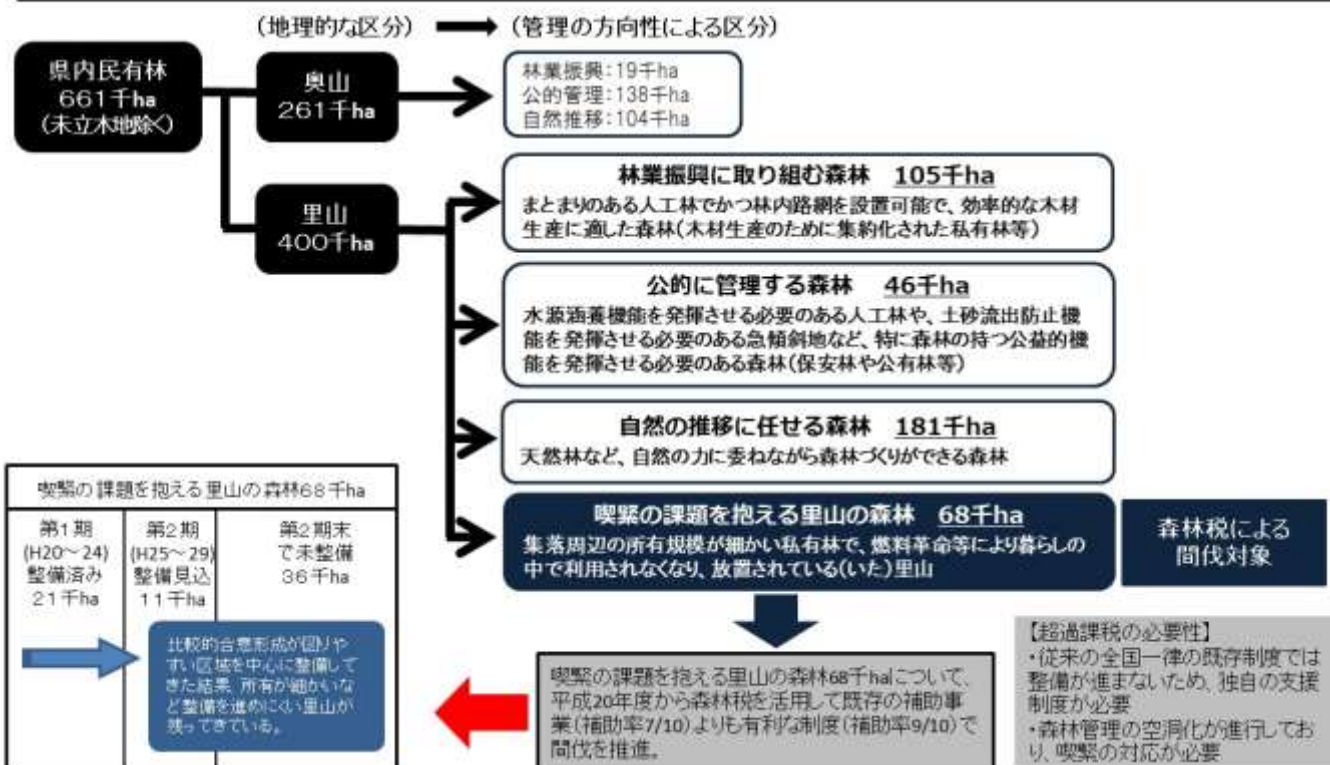 (地理的な区分) ➡ (管理の方向性による区分)
県内民有林
661千ha
(未立木地除く)
奥山
261千ha
林業振興:19千ha
公的管理:138千ha
自然推移:104千ha
里山
400千ha
林業振興に取り組む森林 105千ha
まとまりのある人工林でかつ林内路網を設置可能で、効率的な木材
生産に適した森林(木材生産のために集約化された私有林等)
公的に管理する森林 46千ha
水源涵養機能を発揮させる必要のある人工林や、土砂流出防止機
能を発揮させる必要のある急傾斜地など、特に森林の持つ公益的機
能を発揮させる必要のある森林(保安林や公有林等)
自然の推移に任せる森林 181千ha
天然林など、自然の力に委ねながら森林づくりができる森林
喫緊の課題を抱える里山の森林 68千ha
集落周辺の所有規模が細かい私有林で、燃料革命等により暮らしの
中で利用されなくなり、放置されている(いた)里山
森林税による
間伐対象
喫緊の課題を抱える里山の森林68千ha
第1期
(H20～24)
整備済み
21千ha
第2期
(H25～29)
整備見込
11千ha
第2期末
で未整備
36千ha
比較的合意形成が図りや
すい区域を中心に整備して
きた結果、所有が細かいな
ど整備を進めにくい里山が
残ってきている。
喫緊の課題を抱える里山の森林68千haについて、
平成20年度から森林税を活用して既存の補助事
業(補助率7/10)よりも有利な制度(補助率9/10)で
間伐を推進。
【超過課税の必要性】
・従来の全国一律の既存制度では
整備が進まないため、独自の支援
制度が必要
・森林管理の空洞化が進行してお
り、喫緊の対応が必要